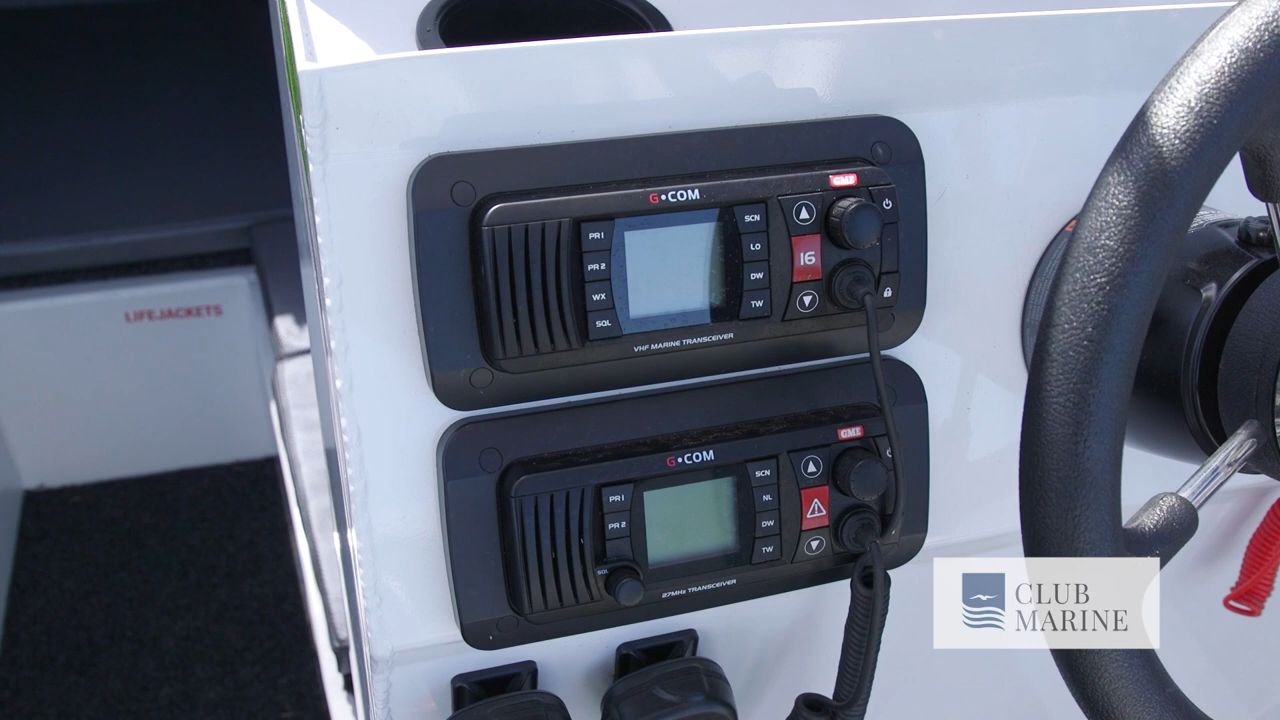 LIFEJACKETS
G•COM
GME
PR1
PR2
WX
SQL
SCN
LO
DW
TW
16
VHF MARINE TRANSCEIVER
G•COM
GME
PR1
PR2
SQL
SCN
NL
DW
TW
27MHz TRANSCEIVER
CLUB
MARINE